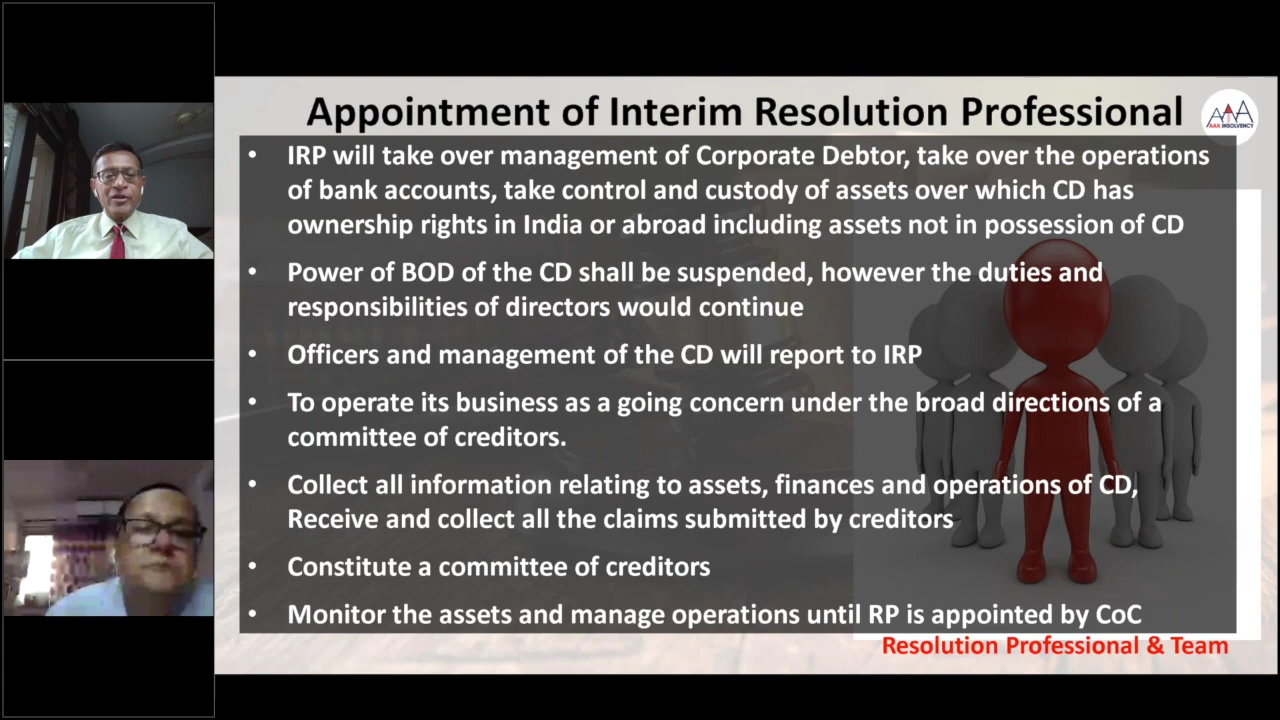 Appointment of Interim Resolution Professional
AAA INSOLVENCY
• IRP will take over management of Corporate Debtor, take over the operations
of bank accounts, take control and custody of assets over which CD has
ownership rights in India or abroad including assets not in possession of CD
• Power of BOD of the CD shall be suspended, however the duties and
responsibilities of directors would continue
• Officers and management of the CD will report to IRP
• To operate its business as a going concern under the broad directions of a
committee of creditors.
• Collect all information relating to assets, finances and operations of CD,
Receive and collect all the claims submitted by creditors
• Constitute a committee of creditors
• Monitor the assets and manage operations until RP is appointed by CoC
Resolution Professional & Team